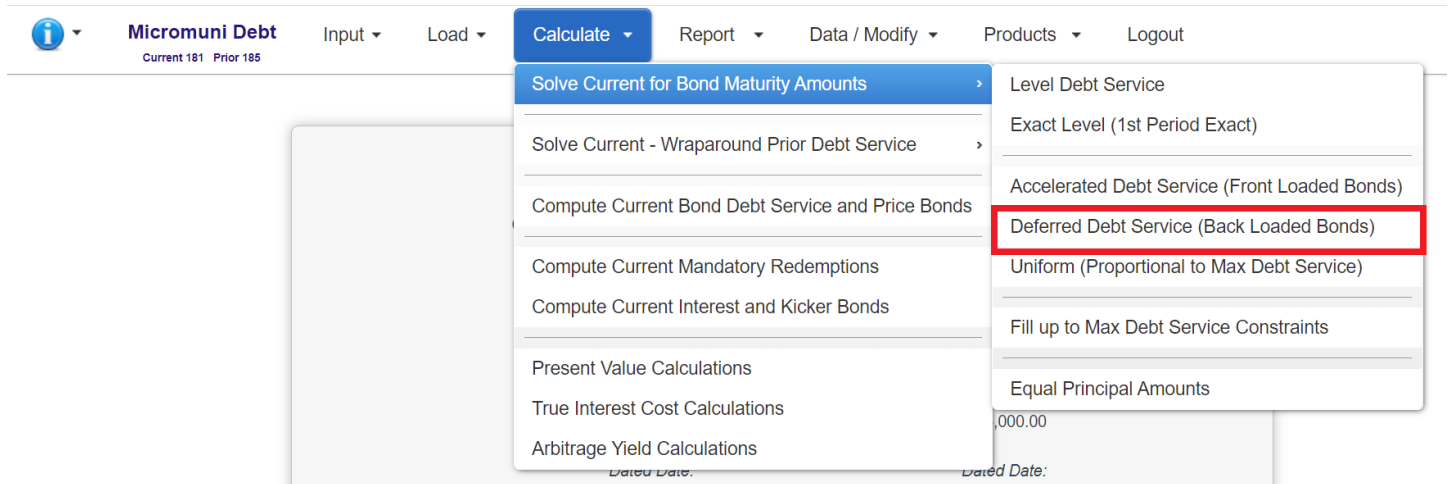 Micromuni Debt
Current 181 Prior 185
Input
Load
Calculate
Report
Data / Modify
Products
Logout
Solve Current for Bond Maturity Amounts
Solve Current - Wraparound Prior Debt Service
Compute Current Bond Debt Service and Price Bonds
Compute Current Mandatory Redemptions
Compute Current Interest and Kicker Bonds
Present Value Calculations
True Interest Cost Calculations
Arbitrage Yield Calculations
Level Debt Service
Exact Level (1st Period Exact)
Accelerated Debt Service (Front Loaded Bonds)
Deferred Debt Service (Back Loaded Bonds)
Uniform (Proportional to Max Debt Service)
Fill up to Max Debt Service Constraints
Equal Principal Amounts
,000.00
Dated Date:
Dated Date: